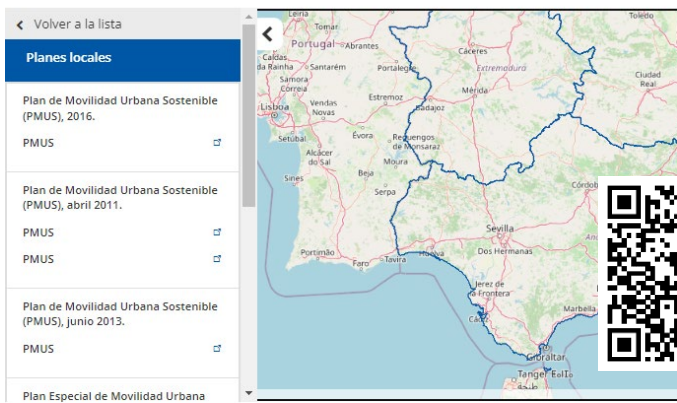 Volver a la lista
Planes locales
Plan de Movilidad Urbana Sostenible
(PMUS), 2016.
PMUS
Plan de Movilidad Urbana Sostenible
(PMUS), abril 2011.
PMUS
PMUS
Plan de Movilidad Urbana Sostenible
(PMUS), junio 2013.
PMUS
Plan Especial de Movilidad Urbana
Leiria
Tomar
Toledo
Portugal
Abrantes
Cáceres
Caldas
da Rainha
Santarém
Portalegre
Extremadura
Ciudad
Real
Samora
Correia
Estremoz
Mérida
Lisboa
Vendas
Novas
Badajoz
Setúbal
Évora
Reguengos
de Monsaraz
Alcácer
do Sal
Moura
Sines
Beja
Serpa
Sevilla
Dos Hermanas
Portimão
Faro
Tavira
Huelva
Jerez de
la Frontera
Marbella
Cádiz
Gibraltar
Tanger
طنجة